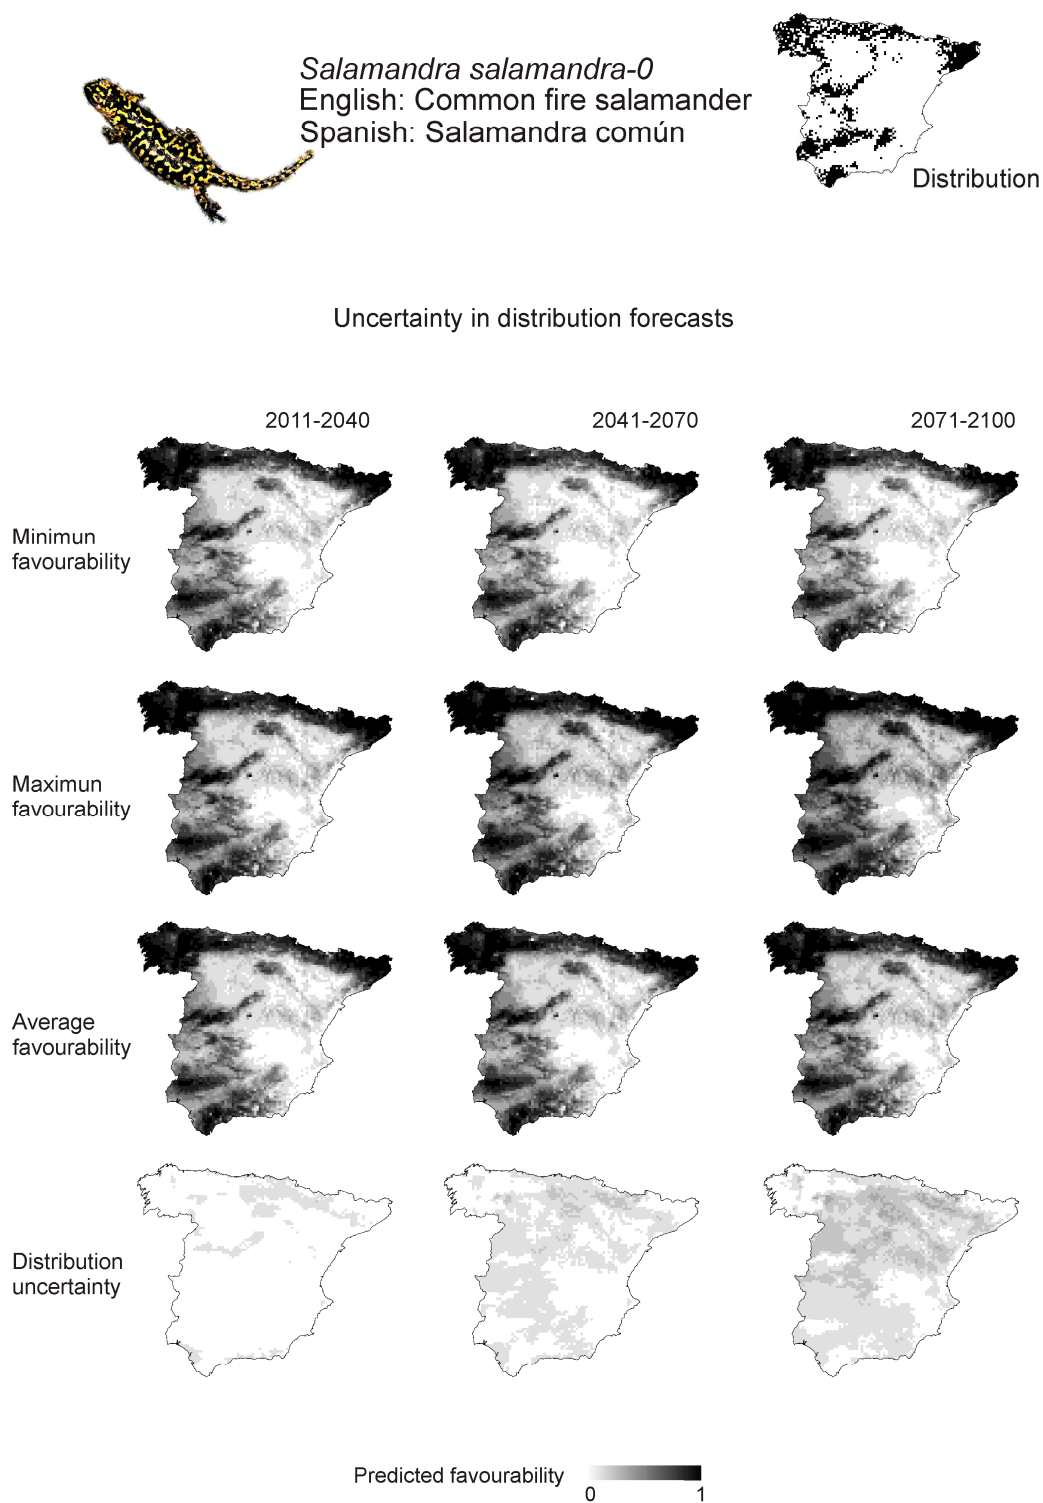 Salamandra salamandra-0
English: Common fire salamander
Spanish: Salamandra común
Distribution
Uncertainty in distribution forecasts
2011-2040
2041-2070
2071-2100
Minimun
favourability
Maximun
favourability
Average
favourability
Distribution
uncertainty
Predicted favourability
0
1